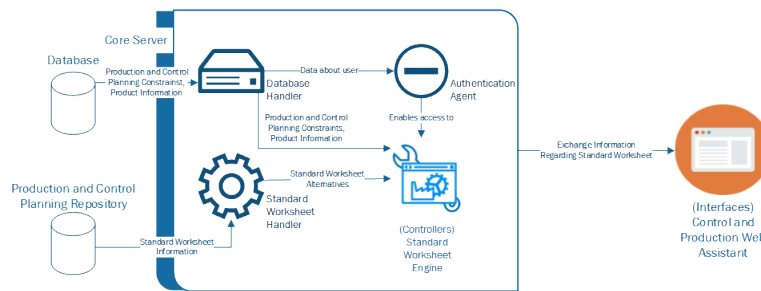 Core Server
Database
Production and Control
Planning Constrainst,
Product Information
Database
Handler
Data about user
Authentication
Agent
Production and Control
Planning Constraints,
Product Information
Enables access to
Exchange Information
Regarding Standard Worksheet
Production and Control
Planning Repository
Standard Worksheet
Alternatives
Standard
Worksheet
Handler
Standard Worksheet
Information
(Controllers)
Standard
Worksheet
Engine
(Interfaces)
Control and
Production Web
Assistant